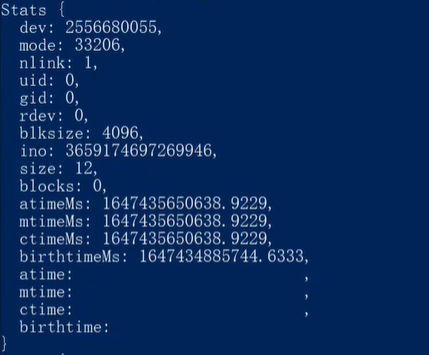 Stats {
dev: 2556680055,
mode: 33206,
nlink: 1,
uid: 0,
gid: 0,
rdev: 0,
blksize: 4096,
ino: 3659174697269946,
size: 12,
blocks: 0,
atimeMs: 1647435650638.9229,
mtimeMs: 1647435650638.9229,
ctimeMs: 1647435650638.9229,
birthtimeMs: 1647434885744.6333,
atime: ,
mtime: ,
ctime: ,
birthtime:
}